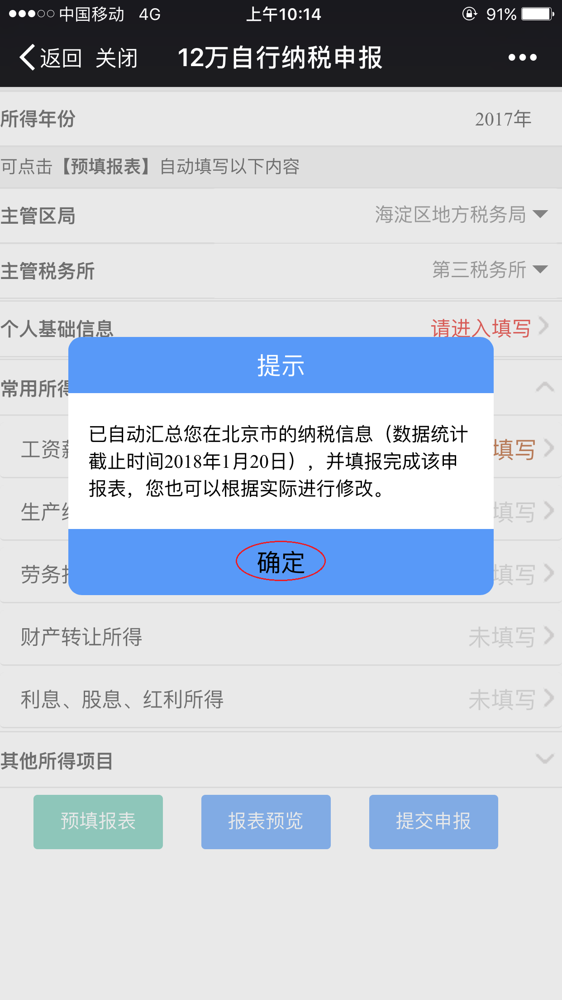 中国移动 4G 上午10:14 91%
返回 关闭 12万自行纳税申报
所得年份 2017年
可点击【预填报表】自动填写以下内容
主管区局 海淀区地方税务局
主管税务所 第三税务所
个人基础信息 请进入填写
提示
常用所得
已自动汇总您在北京市的纳税信息（数据统计
截止时间2018年1月20日），并填报完成该申
报表，您也可以根据实际进行修改。
工资 填写
生产 填写
劳务 填写
确定
财产转让所得 未填写
利息、股息、红利所得 未填写
其他所得项目
预填报表 报表预览 提交申报